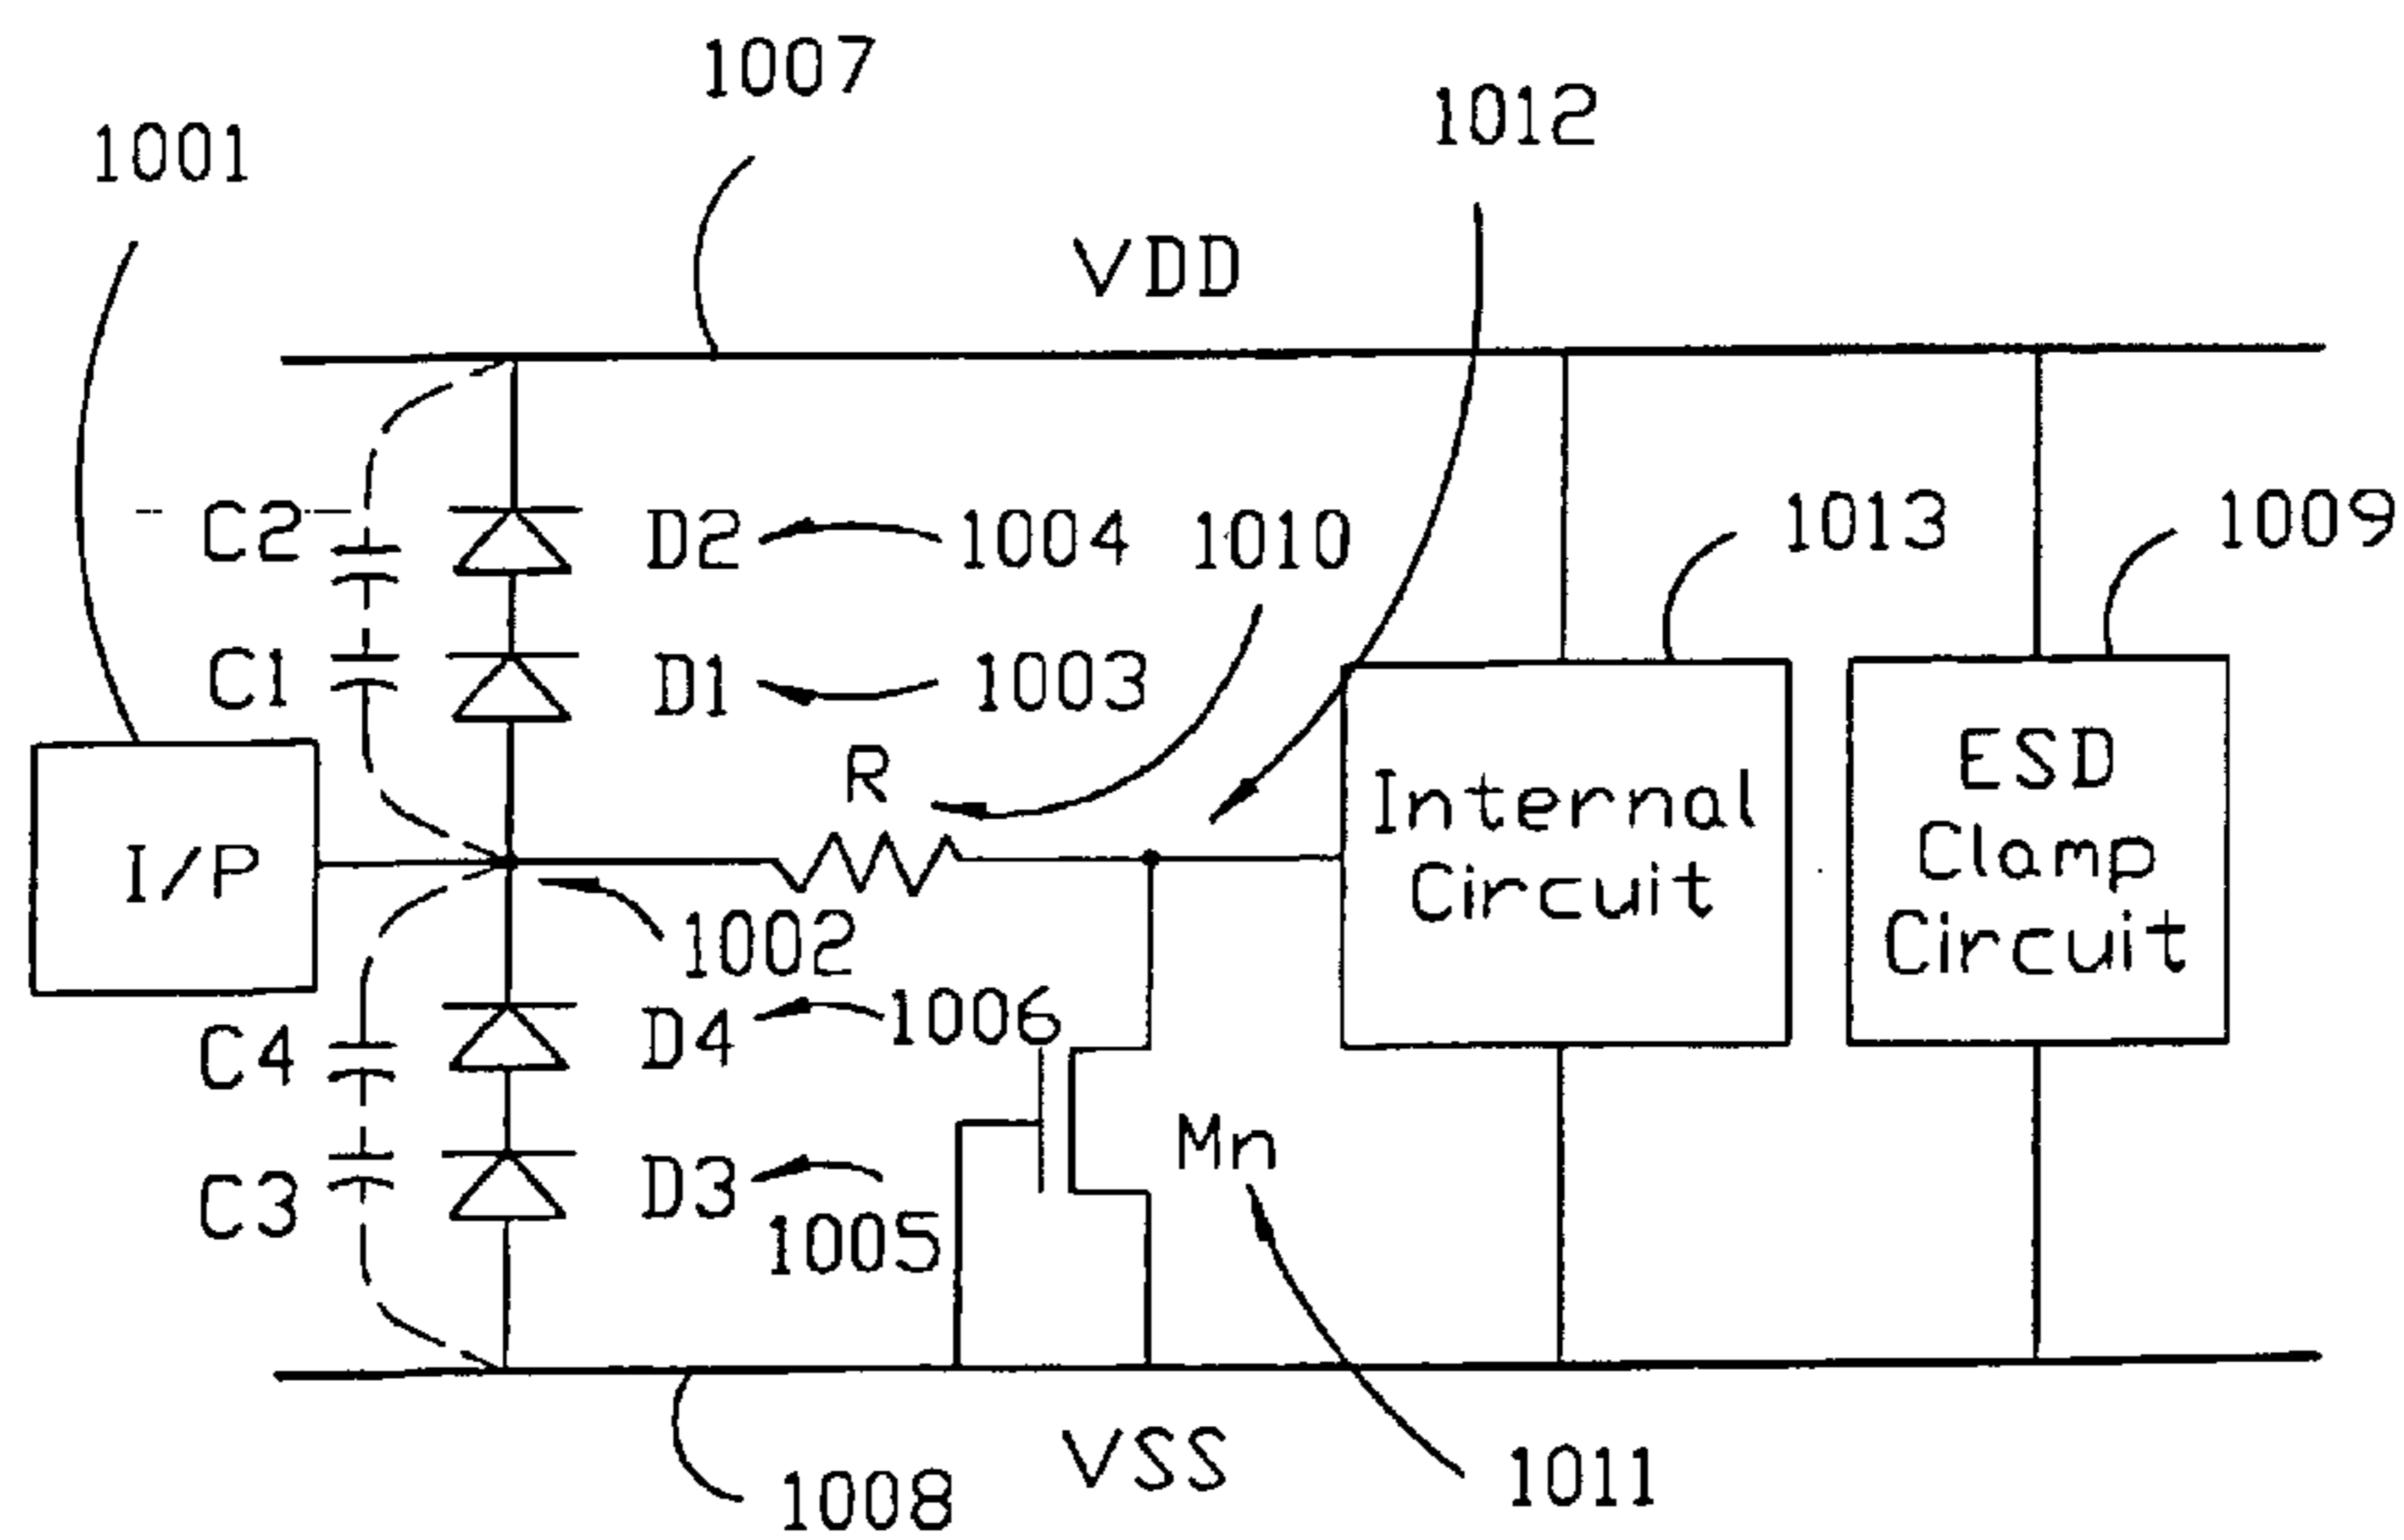 1007
1012
1001
VDD
C2
D2
1004
1010
1013
1009
C1
D1
1003
R
ESD
Clamp
Circuit
Internal
Circuit
I/P
1002
C4
D4
1006
Mn
C3
D3
1005
VSS
1008
1011